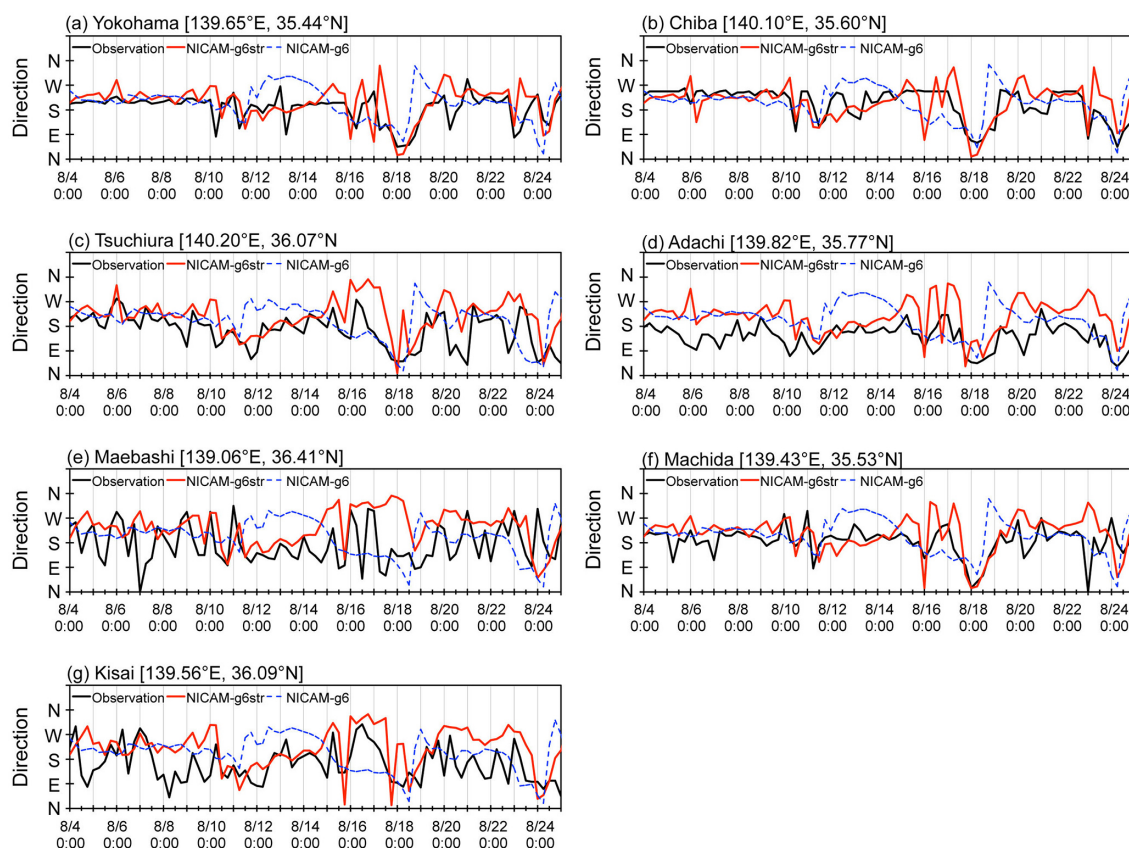 (a) Yokohama [139.65°E, 35.44°N]
Observation NICAM-g6str NICAM-g6
Direction
N
W
S
E
N
8/4 8/6 8/8 8/10 8/12 8/14 8/16 8/18 8/20 8/22 8/24
0:00 0:00 0:00 0:00 0:00 0:00 0:00 0:00 0:00 0:00 0:00
(b) Chiba [140.10°E, 35.60°N]
Observation NICAM-g6str NICAM-g6
Direction
N
W
S
E
N
8/4 8/6 8/8 8/10 8/12 8/14 8/16 8/18 8/20 8/22 8/24
0:00 0:00 0:00 0:00 0:00 0:00 0:00 0:00 0:00 0:00 0:00
(c) Tsuchiura [140.20°E, 36.07°N
Observation NICAM-g6str NICAM-g6
Direction
N
W
S
E
N
8/4 8/6 8/8 8/10 8/12 8/14 8/16 8/18 8/20 8/22 8/24
0:00 0:00 0:00 0:00 0:00 0:00 0:00 0:00 0:00 0:00 0:00
(d) Adachi [139.82°E, 35.77°N]
Observation NICAM-g6str NICAM-g6
Direction
N
W
S
E
N
8/4 8/6 8/8 8/10 8/12 8/14 8/16 8/18 8/20 8/22 8/24
0:00 0:00 0:00 0:00 0:00 0:00 0:00 0:00 0:00 0:00 0:00
(e) Maebashi [139.06°E, 36.41°N]
Observation NICAM-g6str NICAM-g6
Direction
N
W
S
E
N
8/4 8/6 8/8 8/10 8/12 8/14 8/16 8/18 8/20 8/22 8/24
0:00 0:00 0:00 0:00 0:00 0:00 0:00 0:00 0:00 0:00 0:00
(f) Machida [139.43°E, 35.53°N]
Observation NICAM-g6str NICAM-g6
Direction
N
W
S
E
N
8/4 8/6 8/8 8/10 8/12 8/14 8/16 8/18 8/20 8/22 8/24
0:00 0:00 0:00 0:00 0:00 0:00 0:00 0:00 0:00 0:00 0:00
(g) Kisai [139.56°E, 36.09°N]
Observation NICAM-g6str NICAM-g6
Direction
N
W
S
E
N
8/4 8/6 8/8 8/10 8/12 8/14 8/16 8/18 8/20 8/22 8/24
0:00 0:00 0:00 0:00 0:00 0:00 0:00 0:00 0:00 0:00 0:00